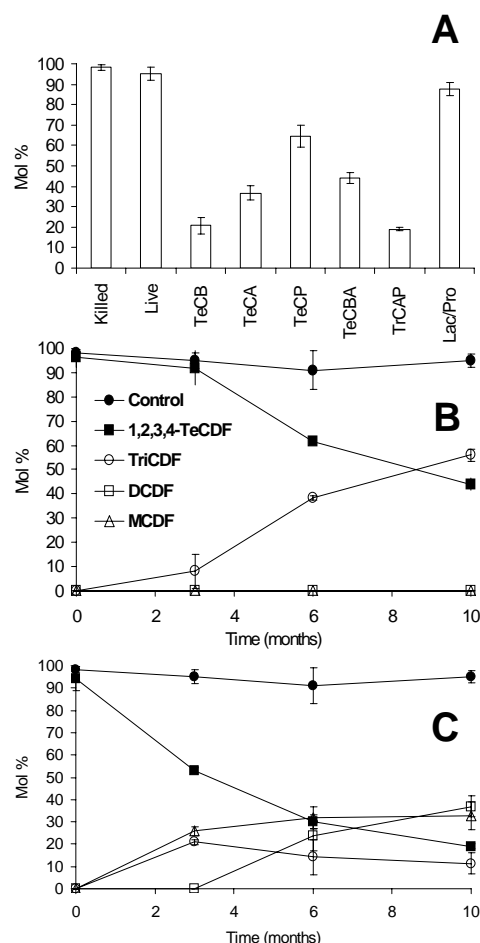 A
100
90
80
70
60
50
40
30
20
10
0
Mol %
Killed
Live
TeCB
TeCA
TeCP
TeCBA
TrCAP
Lac/Pro
B
100
90
80
70
60
50
40
30
20
10
0
Mol %
Control
1,2,3,4-TeCDF
TriCDF
DCDF
MCDF
0 2 4 6 8 10
Time (months)
C
100
90
80
70
60
50
40
30
20
10
0
Mol %
0 2 4 6 8 10
Time (months)